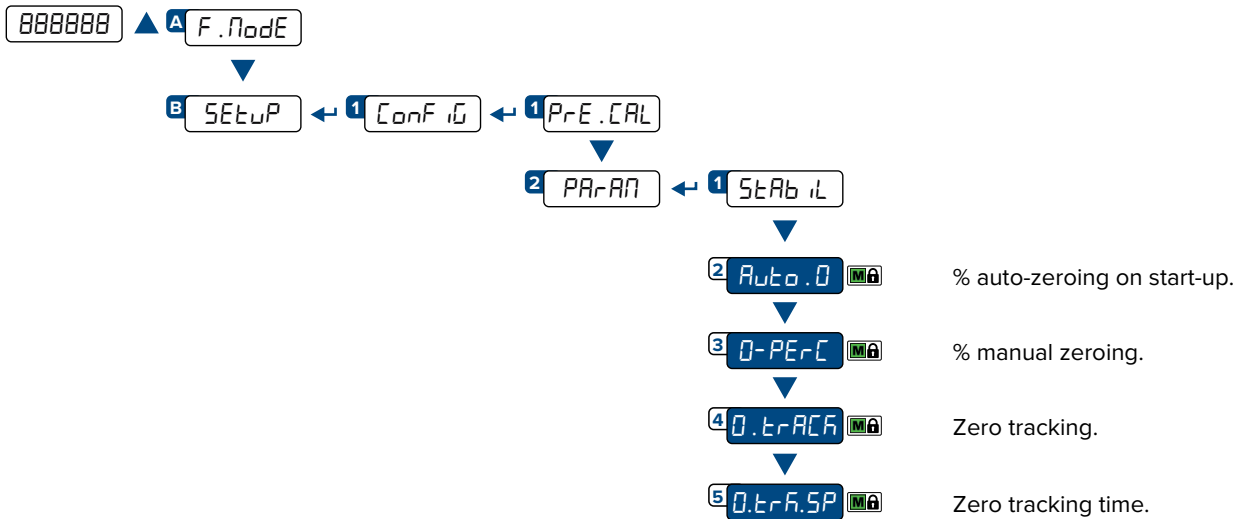 888888 A F.ModE
B SEtuP 1 ConFiG 1 PrE.CAL
2 PArAM 1 StAbiL
2 Auto.0 M % auto-zeroing on start-up.
3 0-PErC M % manual zeroing.
4 0.trACk M Zero tracking.
5 0.trk.SP M Zero tracking time.